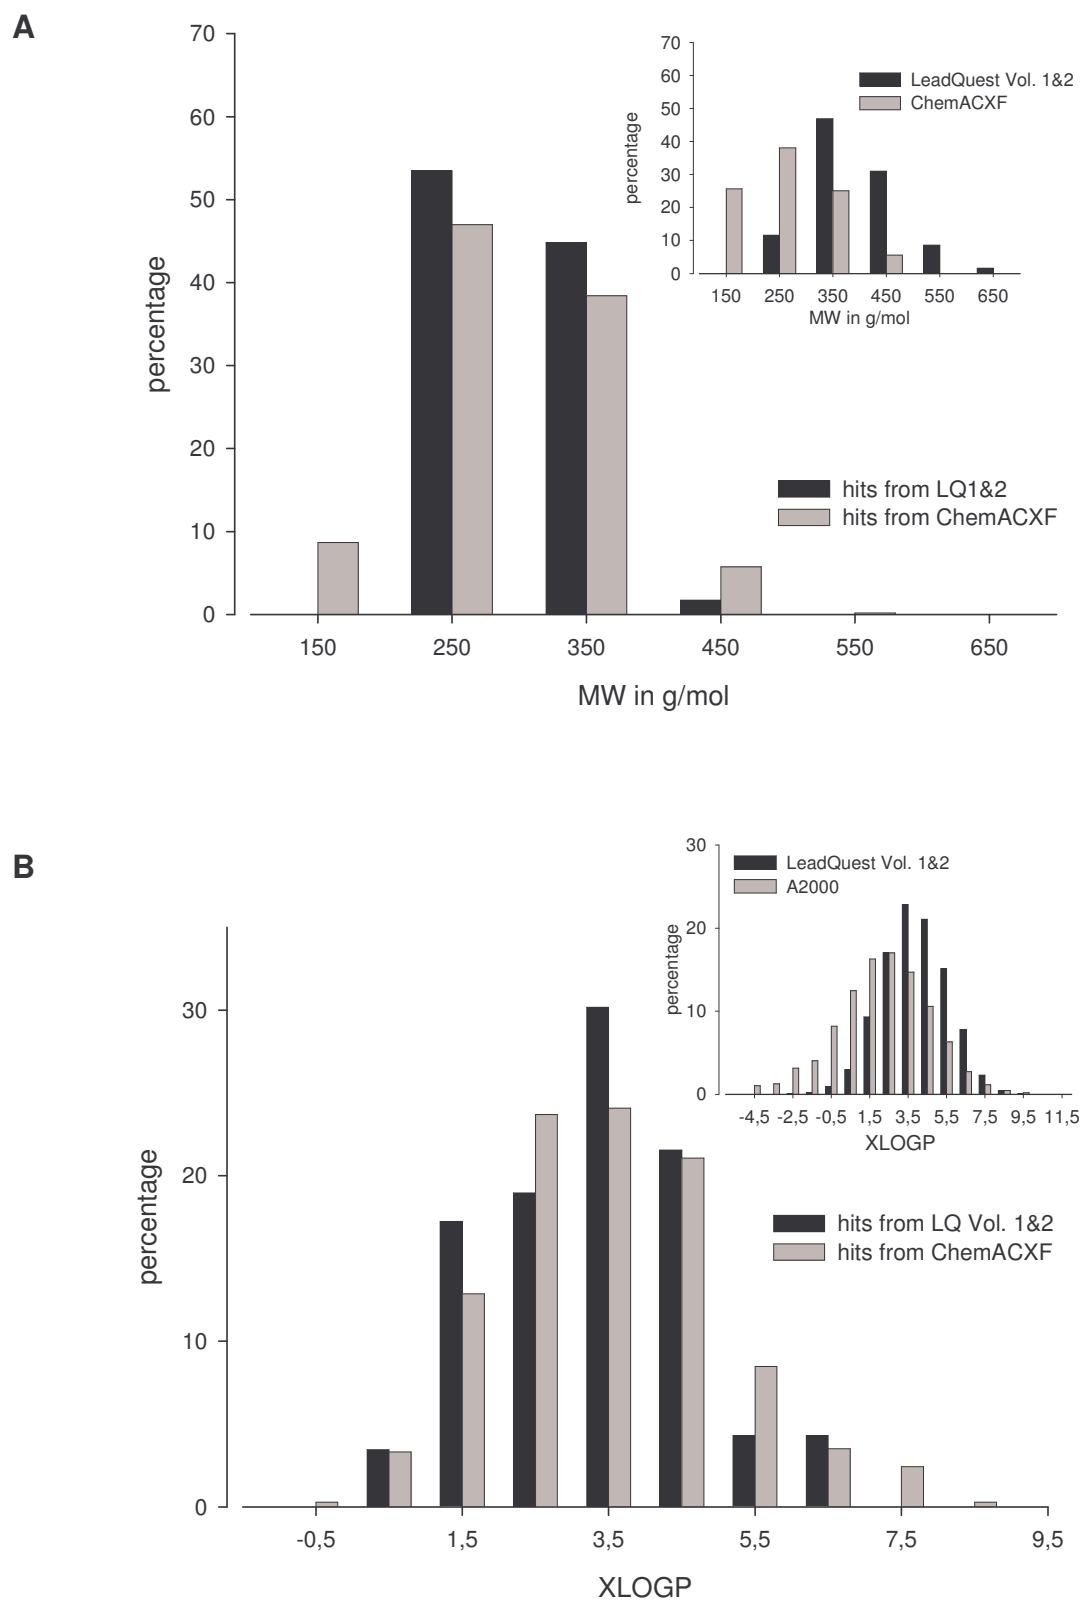 A
70
60
50
40
30
20
10
0
percentage
150 250 350 450 550 650
MW in g/mol
hits from LQ1&2
hits from ChemACXF
70
60
50
40
30
20
10
0
percentage
150 250 350 450 550 650
MW in g/mol
LeadQuest Vol. 1&2
ChemACXF
B
30
20
10
0
percentage
-0,5 1,5 3,5 5,5 7,5 9,5
XLOGP
hits from LQ Vol. 1&2
hits from ChemACXF
30
20
10
0
percentage
-4,5 -2,5 -0,5 1,5 3,5 5,5 7,5 9,5 11,5
XLOGP
LeadQuest Vol. 1&2
A2000